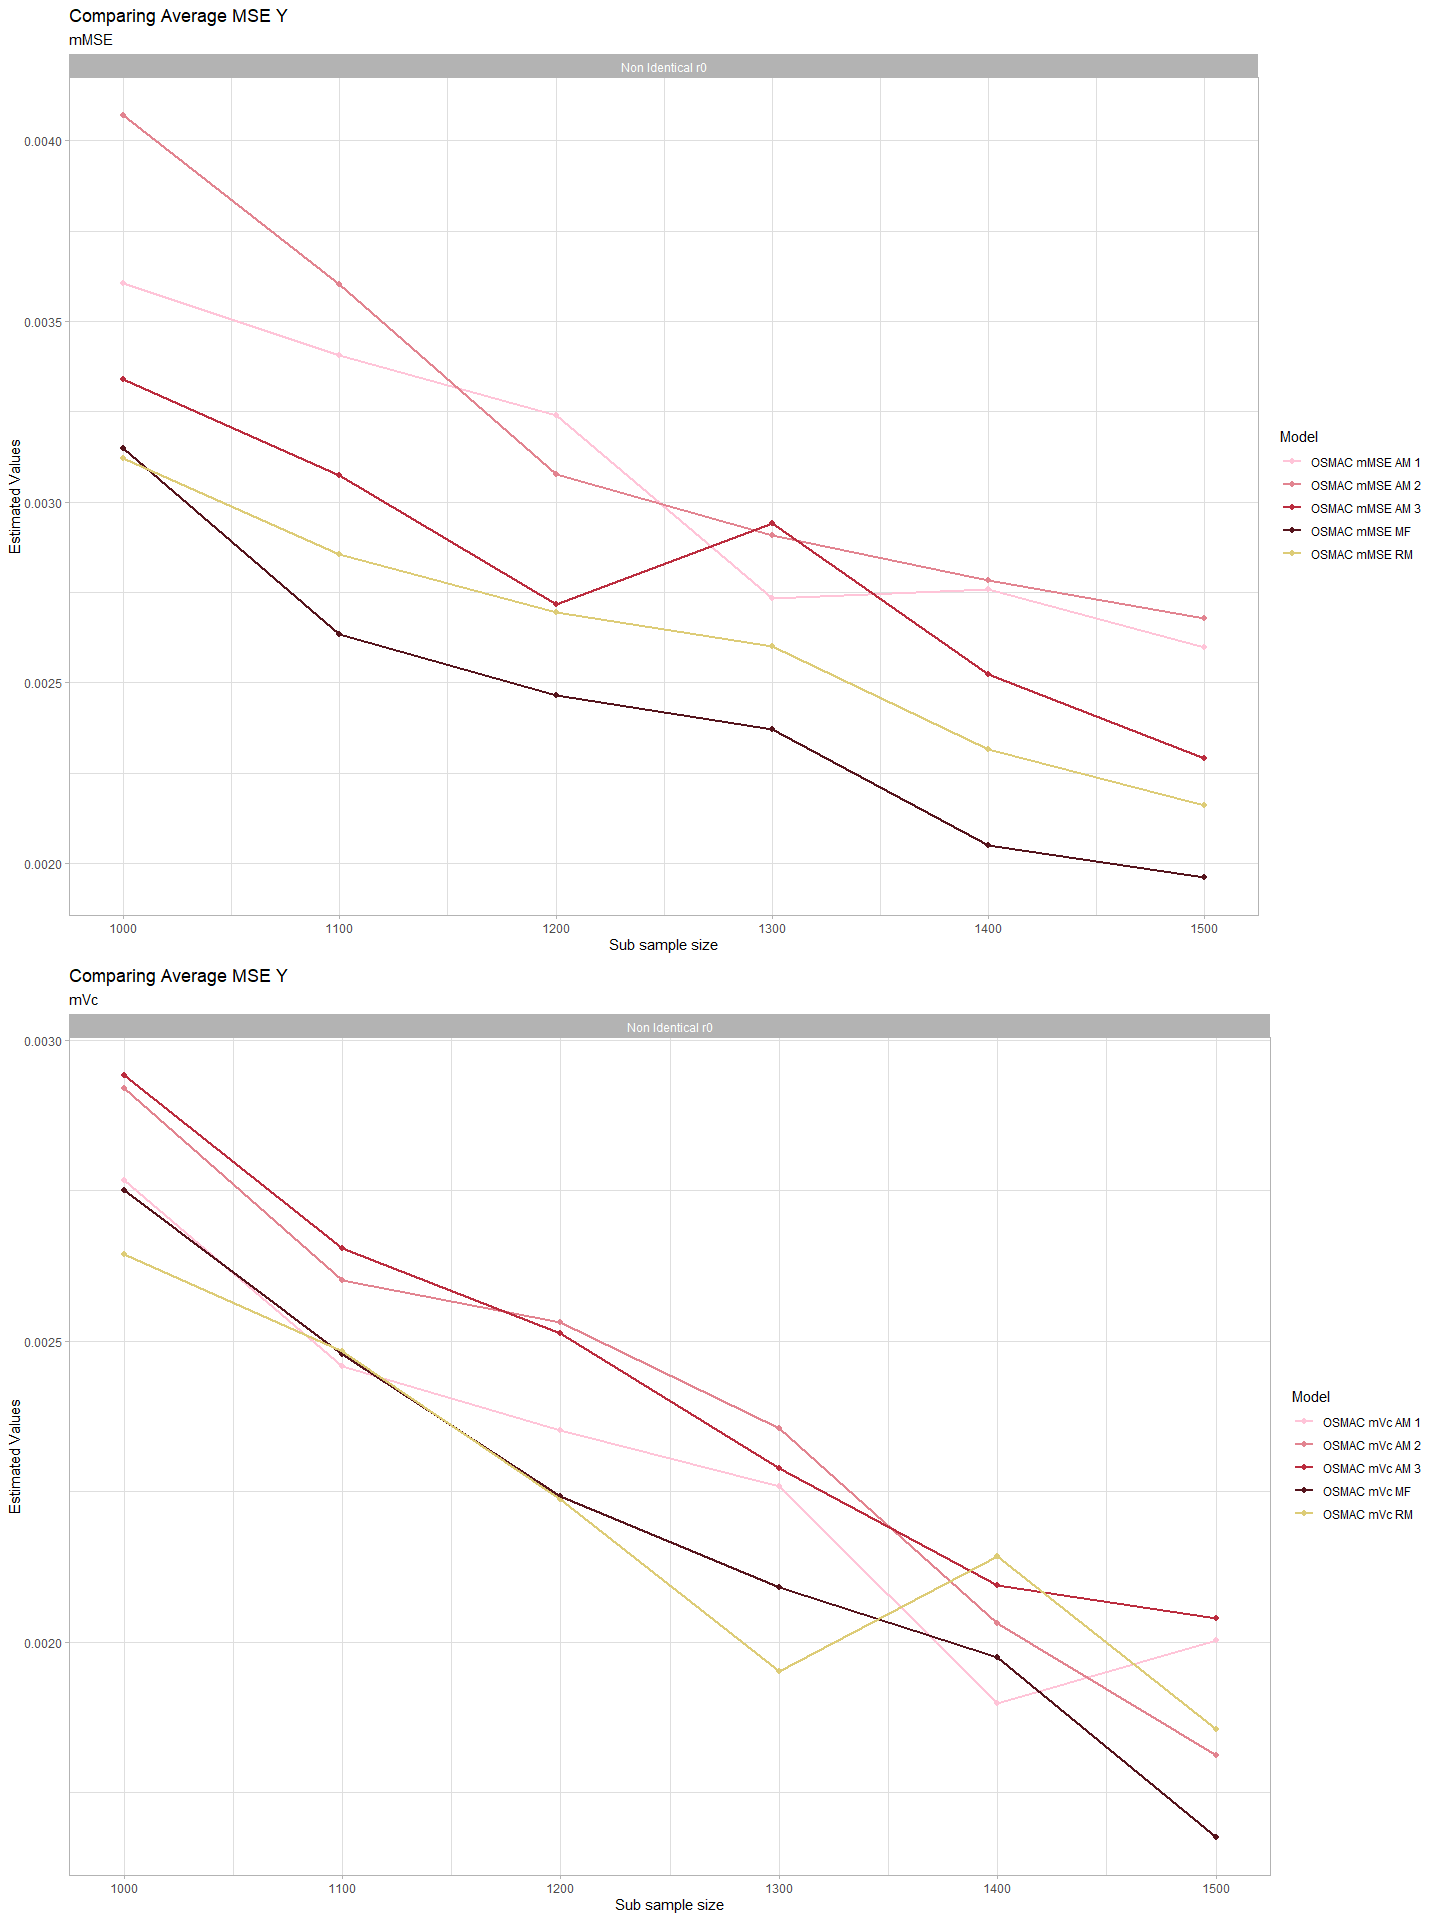 Comparing Average MSE Y
mMSE
Non Identical r0
0.0040
0.0035
0.0030
0.0025
0.0020
Estimated Values
1000 1100 1200 1300 1400 1500
Sub sample size
Model
OSMAC mMSE AM 1
OSMAC mMSE AM 2
OSMAC mMSE AM 3
OSMAC mMSE MF
OSMAC mMSE RM
Comparing Average MSE Y
mVc
Non Identical r0
0.0030
0.0025
0.0020
Estimated Values
1000 1100 1200 1300 1400 1500
Sub sample size
Model
OSMAC mVc AM 1
OSMAC mVc AM 2
OSMAC mVc AM 3
OSMAC mVc MF
OSMAC mVc RM